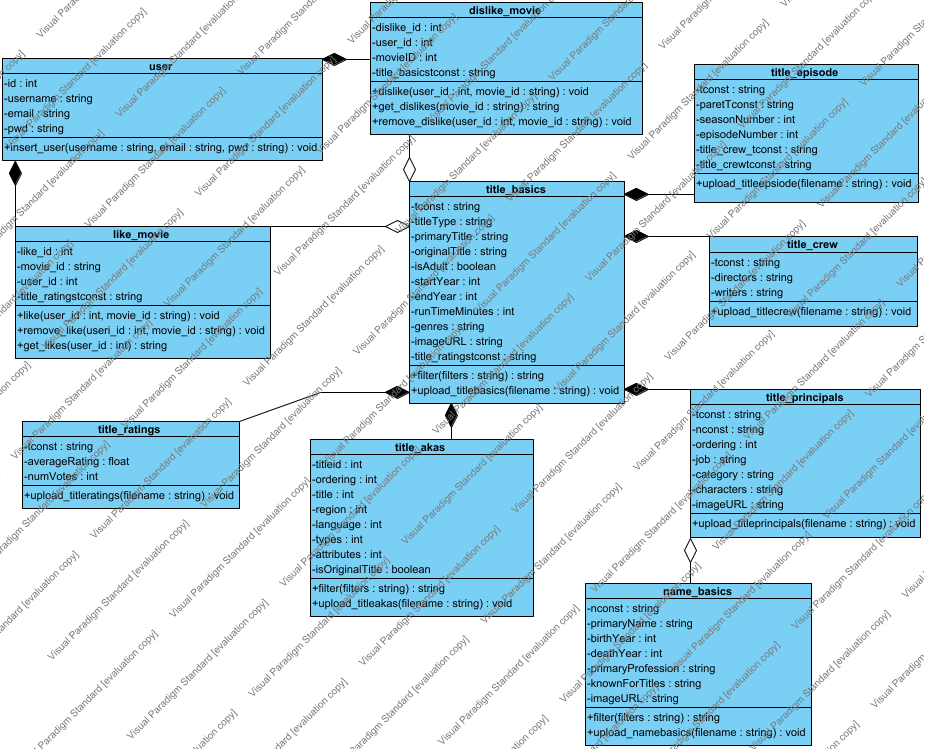 dislike_movie
-dislike_id : int
-user_id : int
-movieID : int
-title_basicstconst : string
+dislike(user_id : int, movie_id : string) : void
+get_dislikes(movie_id : string) : string
+remove_dislike(user_id : int, movie_id : string) : void
user
-id : int
-username : string
-email : string
-pwd : string
+insert_user(username : string, email : string, pwd : string) : void
title_episode
-tconst : string
-paretTconst : string
-seasonNumber : int
-episodeNumber : int
-title_crew_tconst : string
-title_crewtconst : string
+upload_titleepsiode(filename : string) : void
title_basics
-tconst : string
-titleType : string
-primaryTitle : string
-originalTitle : string
-isAdult : boolean
-startYear : int
-endYear : int
-runTimeMinutes : int
-genres : string
-imageURL : string
-title_ratingstconst : string
+filter(filters : string) : string
+upload_titlebasics(filename : string) : void
like_movie
-like_id : int
-movie_id : string
-user_id : int
-title_ratingstconst : string
+like(user_id : int, movie_id : string) : void
+remove_like(useri_id : int, movie_id : string) : void
+get_likes(user_id : int) : string
title_crew
-tconst : string
-directors : string
-writers : string
+upload_titlecrew(filename : string) : void
title_principals
-tconst : string
-nconst : string
-ordering : int
-job : string
-category : string
-characters : string
-imageURL : string
+upload_titleprincipals(filename : string) : void
title_ratings
-tconst : string
-averageRating : float
-numVotes : int
+upload_titleratings(filename : string) : void
title_akas
-titleid : int
-ordering : int
-title : int
-region : int
-language : int
-types : int
-attributes : int
-isOriginalTitle : boolean
+filter(filters : string) : string
+upload_titleakas(filename : string) : void
name_basics
-nconst : string
-primaryName : string
-birthYear : int
-deathYear : int
-primaryProfession : string
-knownForTitles : string
-imageURL : string
+filter(filters : string) : string
+upload_namebasics(filename : string) : void
Visual Paradigm Standard [evaluation copy]